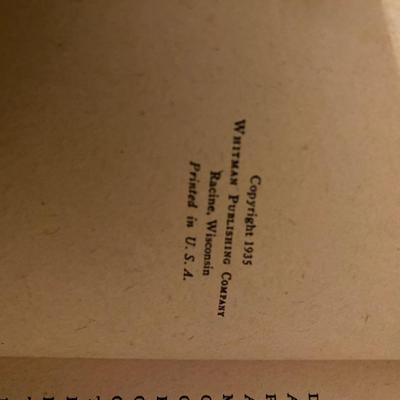 Copyright 1935
WHITMAN PUBLISHING COMPANY
Racine, Wisconsin
Printed in U. S. A.